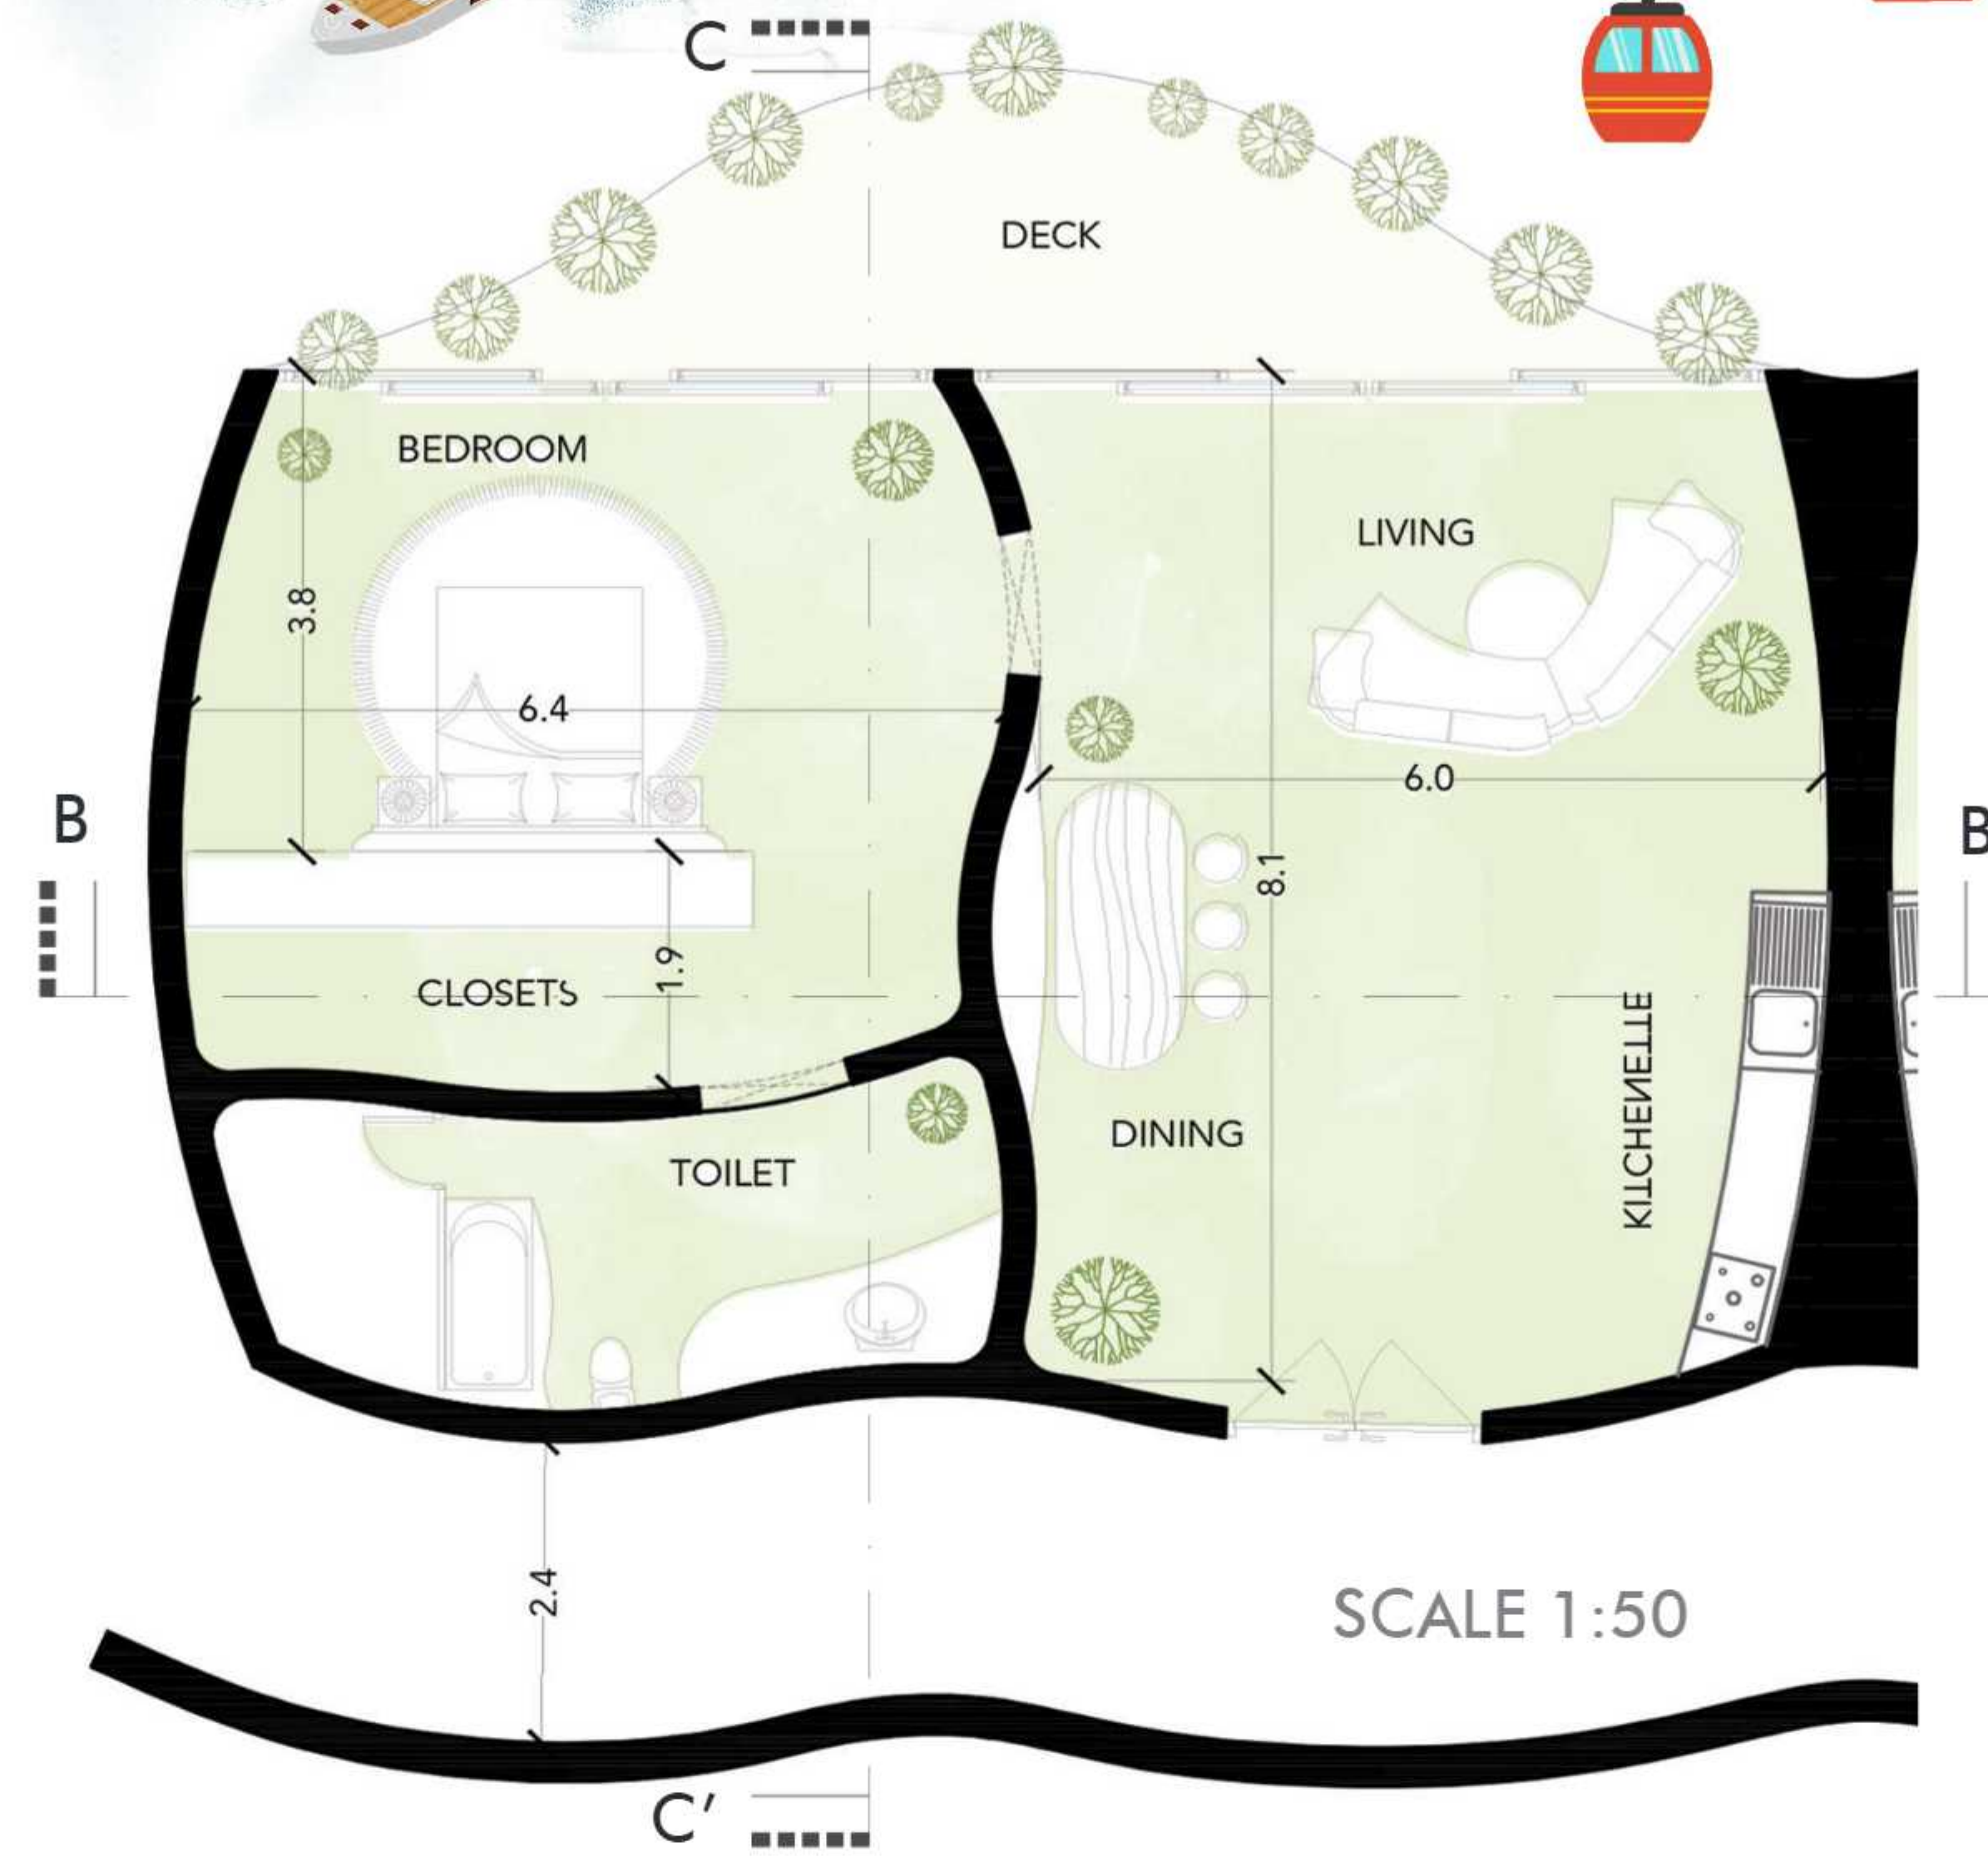 C
DECK
BEDROOM
LIVING
3.8
6.4
6.0
B
B
8.1
1.9
CLOSETS
KITCHENETTE
DINING
TOILET
2.4
SCALE 1:50
C'